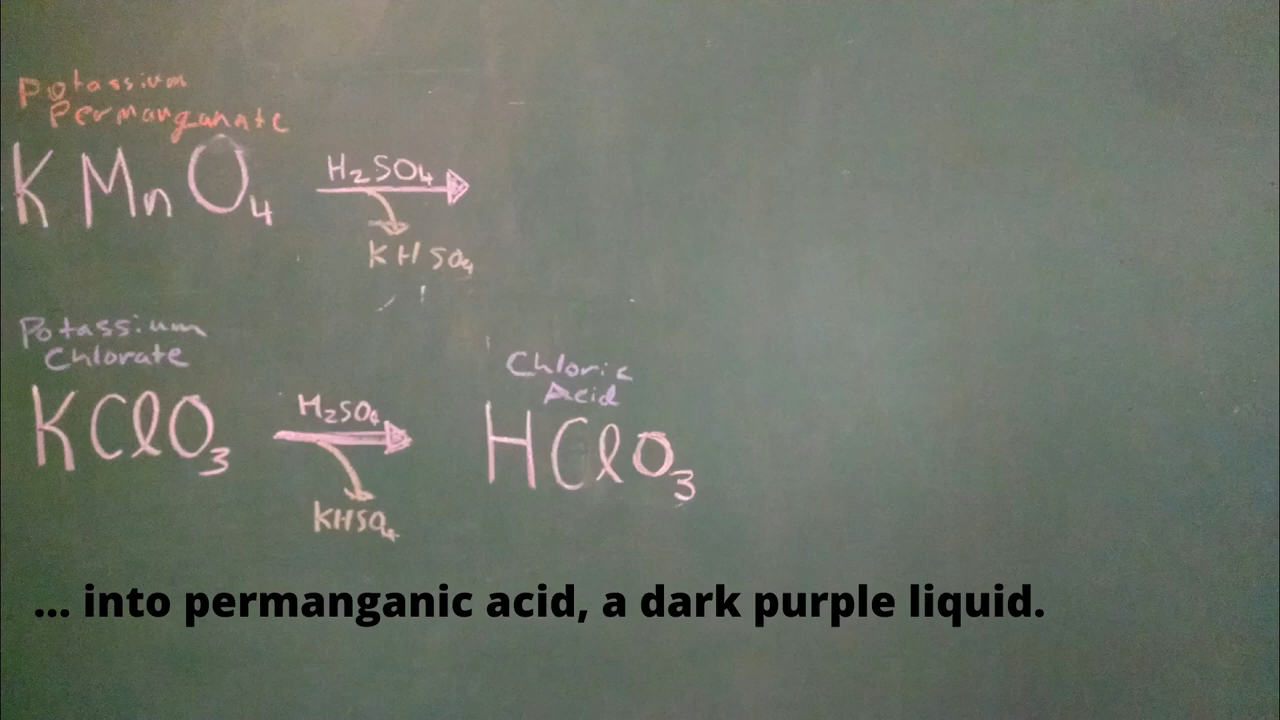 Potassium
Permanganate
KMnO₄ H₂SO₄
KHSO₄
Potassium
Chlorate
KClO₃ H₂SO₄
KHSO₄
Chloric
Acid
HClO₃
... into permanganic acid, a dark purple liquid.